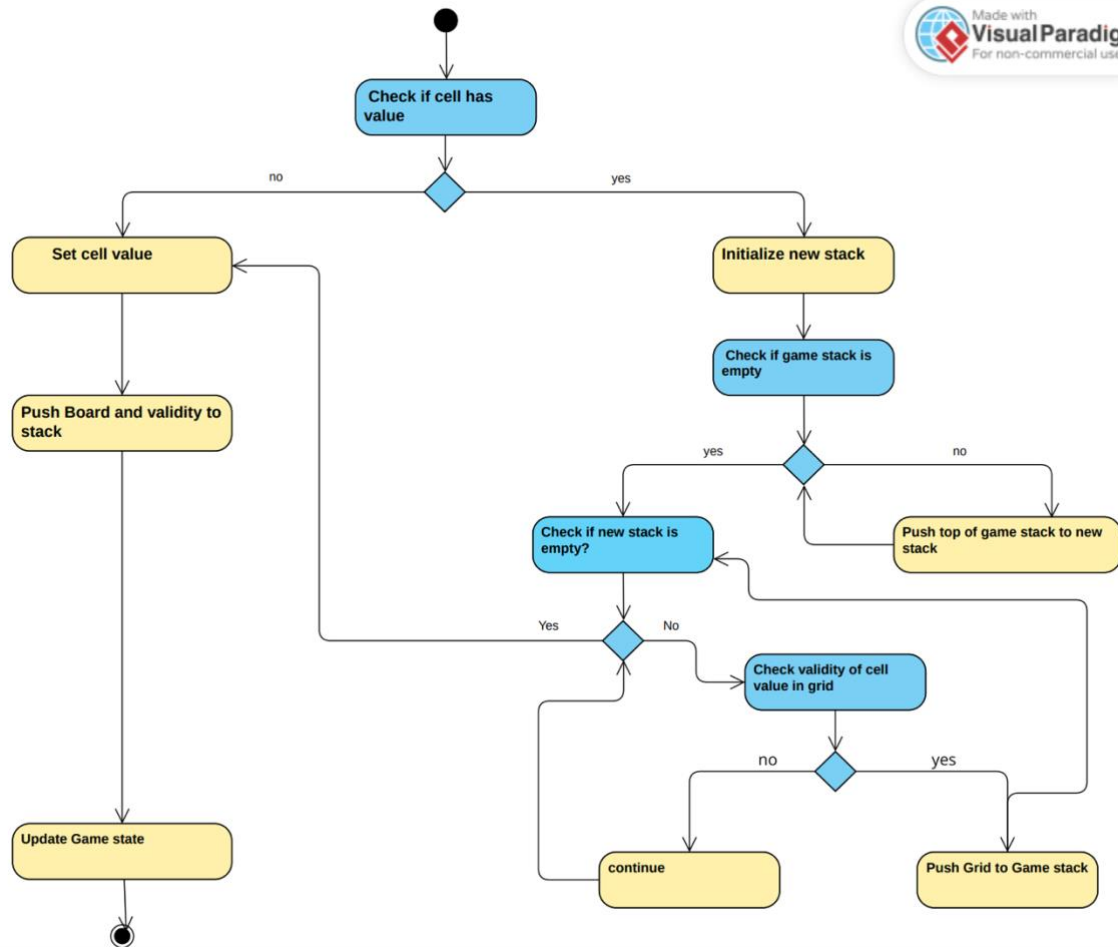 Made with
Visual Paradig
For non-commercial use
Check if cell has
value
no
yes
Set cell value
Initialize new stack
Check if game stack is
empty
Push Board and validity to
stack
yes
no
Check if new stack is
empty?
Push top of game stack to new
stack
Yes
No
Check validity of cell
value in grid
no
yes
Update Game state
continue
Push Grid to Game stack